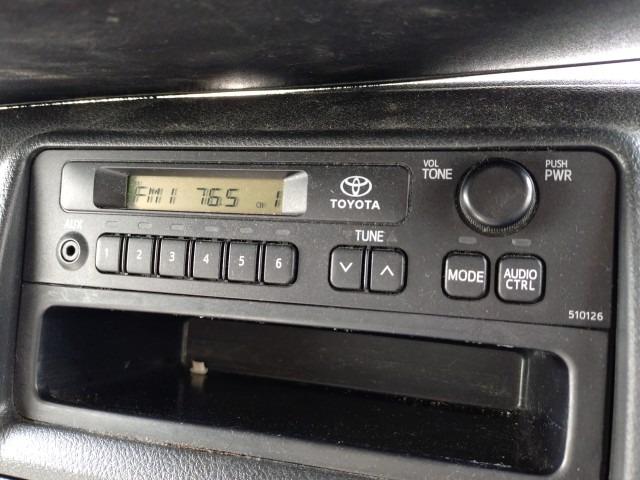 FM1 76.5 CH 1
TOYOTA
VOL
TONE
PUSH
PWR
AUX
1 2 3 4 5 6
TUNE
MODE
AUDIO
CTRL
510126